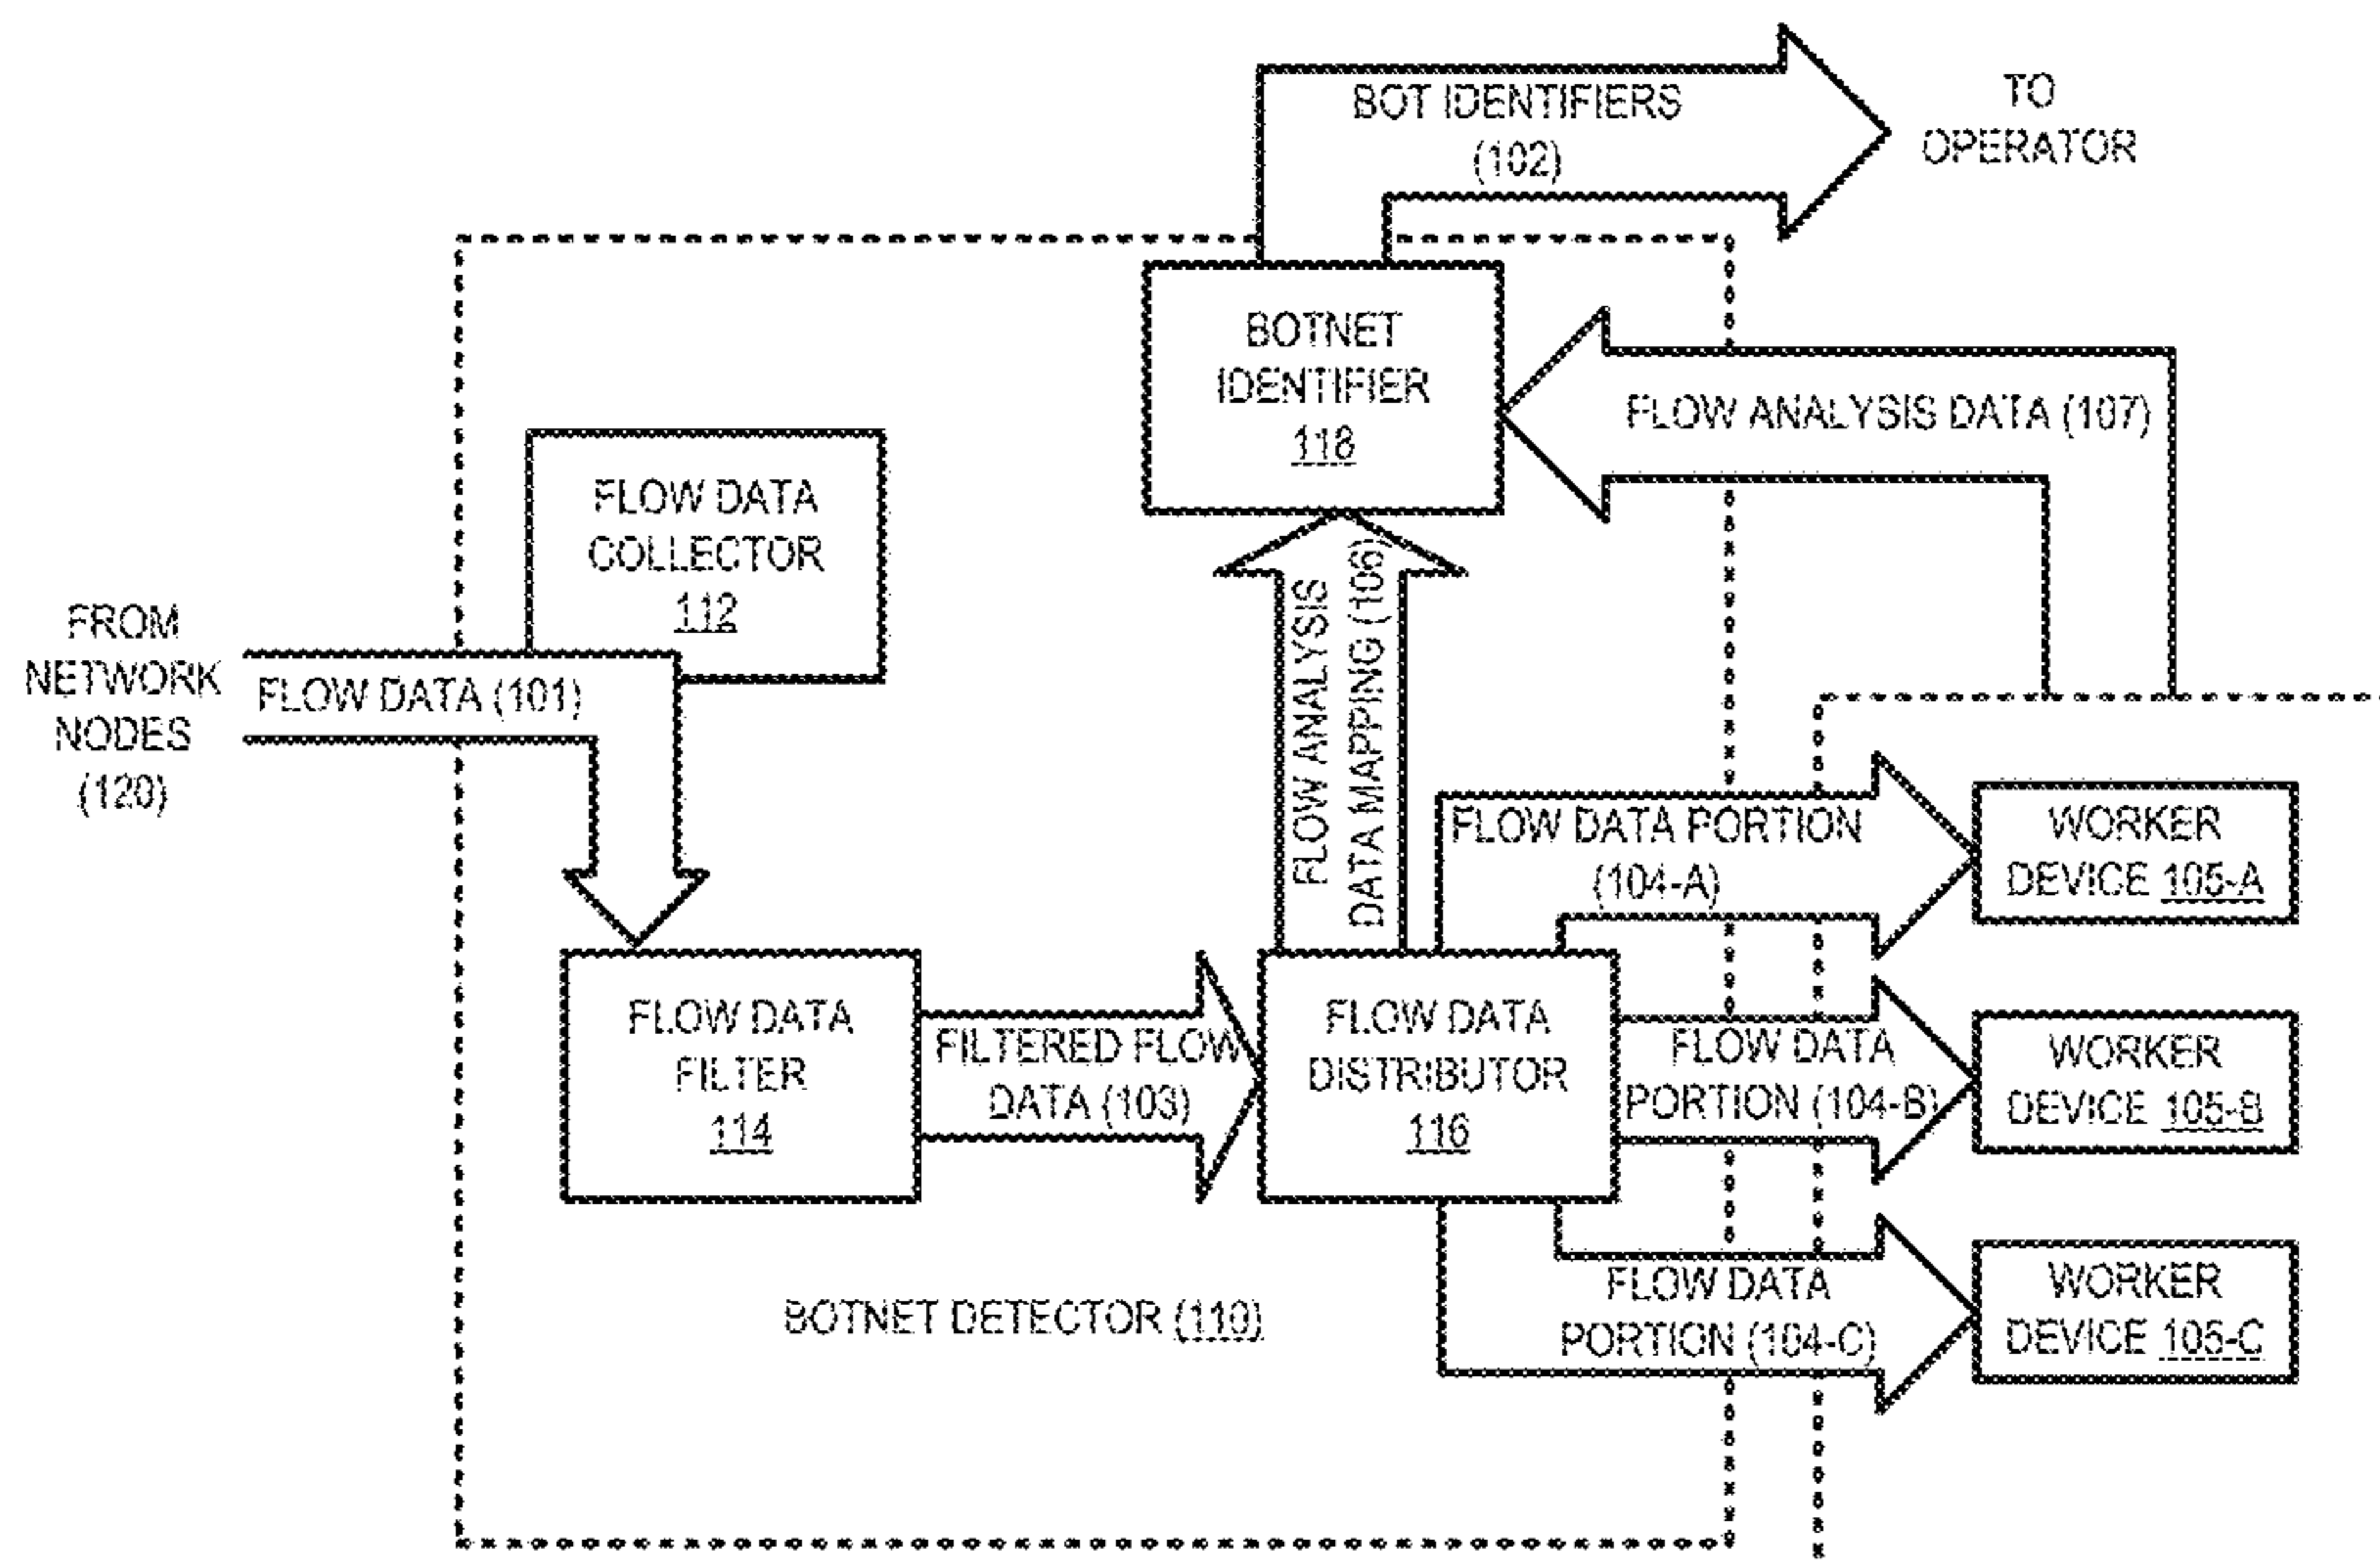 BOT IDENTIFIERS
(102)
TO
OPERATOR
BOTNET
IDENTIFIER
118
FLOW ANALYSIS DATA (107)
FLOW DATA
COLLECTOR
112
FROM
NETWORK
NODES
(120)
FLOW DATA (101)
FLOW ANALYSIS
DATA MAPPING (106)
FLOW DATA PORTION
(104-A)
WORKER
DEVICE 105-A
FLOW DATA
FILTER
114
FILTERED FLOW
DATA (103)
FLOW DATA
DISTRIBUTOR
116
FLOW DATA
PORTION (104-B)
WORKER
DEVICE 105-B
FLOW DATA
PORTION (104-C)
WORKER
DEVICE 105-C
BOTNET DETECTOR (110)